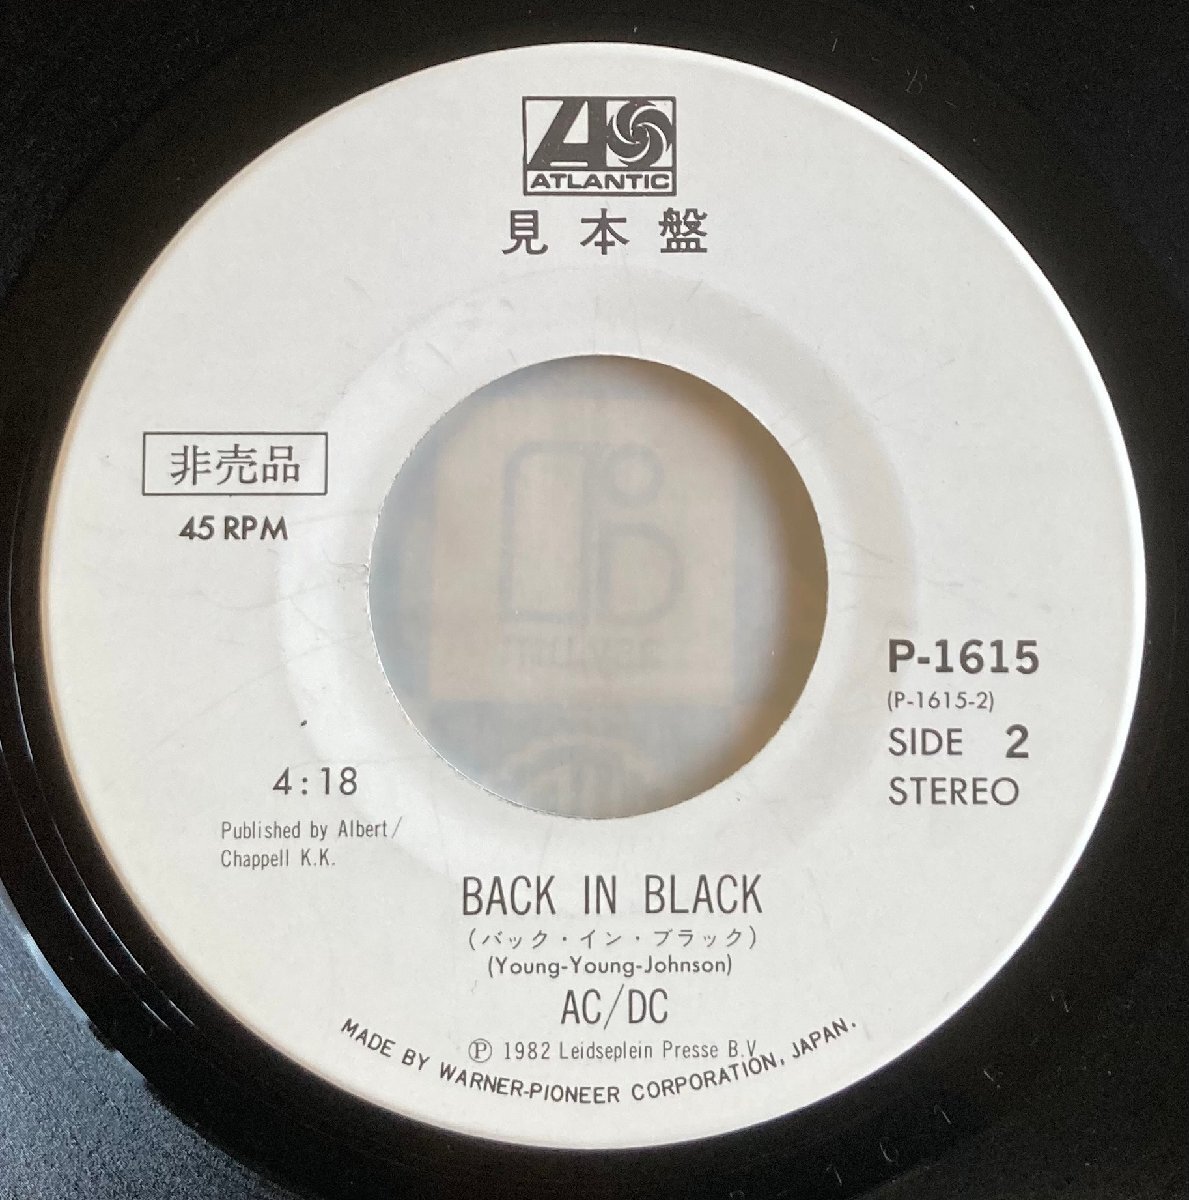 ATLANTIC
見本盤
非売品
45 RPM
P-1615
(P-1615-2)
SIDE 2
STEREO
4:18
Published by Albert/
Chappell K.K.
BACK IN BLACK
(バック・イン・ブラック)
(Young-Young-Johnson)
AC/DC
Ⓟ 1982 Leidseplein Presse B.V.
MADE BY WARNER-PIONEER CORPORATION, JAPAN.